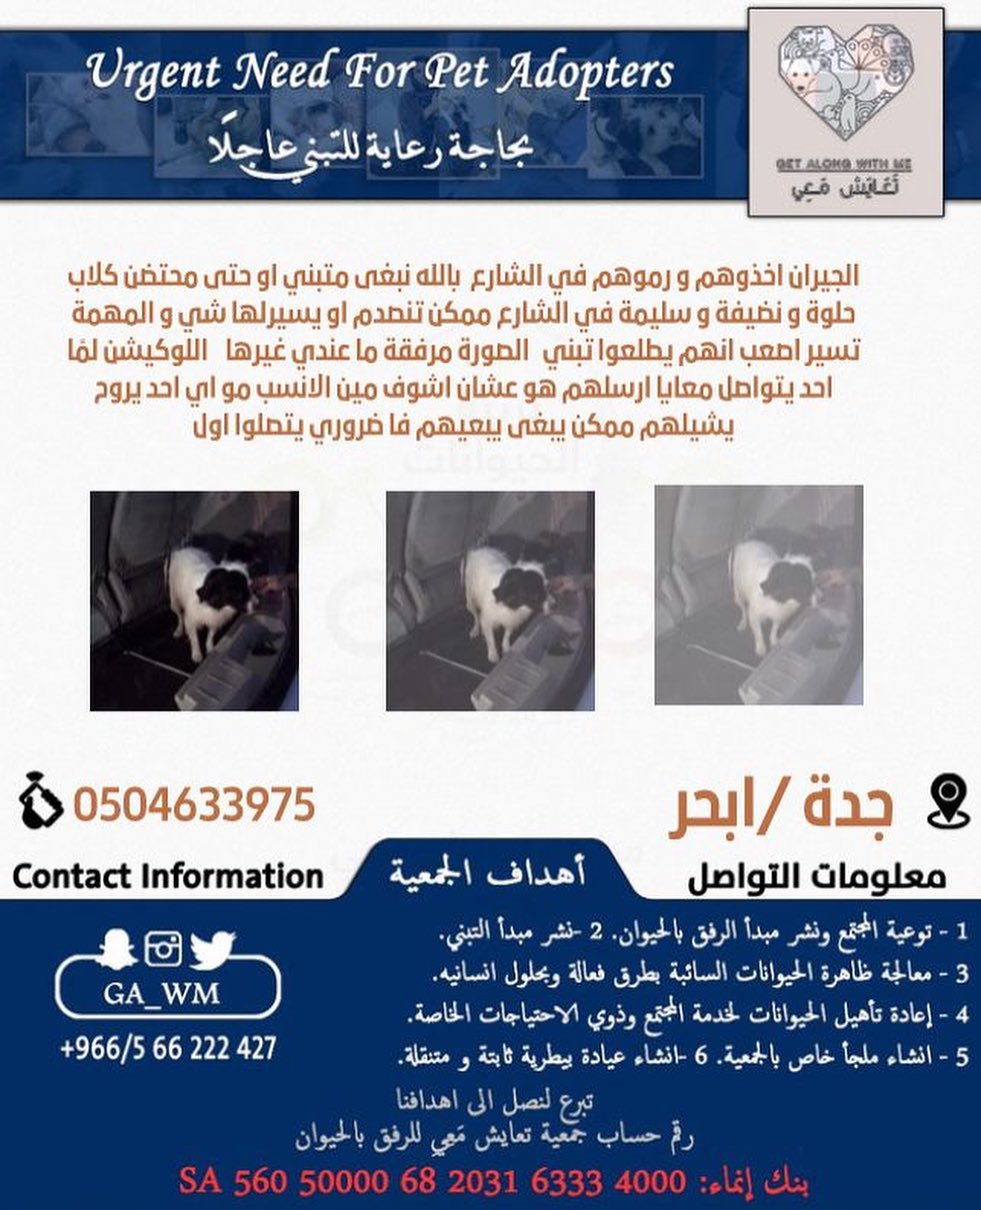 Urgent Need For Pet Adopters
بحاجة رعاية للتبني عاجلًا
GET ALONG WITH ME
تَعَايَش مَعِي
الجيران اخذوهم و رموهم في الشارع بالله نبغى متبني او حتى محتضن كلاب
حلوة و نضيفة و سليمة في الشارع ممكن تنصدم او يسيرلها شي و المهمة
تسير اصعب انهم يطلعوا تبني الصورة مرفقة ما عندي غيرها اللوكيشن لمّا
احد يتواصل معايا ارسلهم هو عشان اشوف مين الانسب مو اي احد يروح
يشيلهم ممكن يبغى يبعيهم فا ضروري يتصلوا اول
الحيوانات
جدة /ابحر
0504633975
معلومات التواصل
Contact Information
أهداف الجمعية
1 - توعية المجتمع ونشر مبدأ الرفق بالحيوان. 2 -نشر مبدأ التبني.
3 - معالجة ظاهرة الحيوانات السائبة بطرق فعالة وبحلول انسانيه.
4 - إعادة تأهيل الحيوانات لخدمة المجتمع وذوي الاحتياجات الخاصة.
5 - انشاء ملجأ خاص بالجمعية. 6 -انشاء عيادة بيطرية ثابتة و متنقلة.
GA_WM
+966/5 66 222 427
تبرع لنصل الى اهدافنا
رقم حساب جمعية تعايش مَعِي للرفق بالحيوان
بنك إنماء: SA 560 50000 68 2031 6333 4000